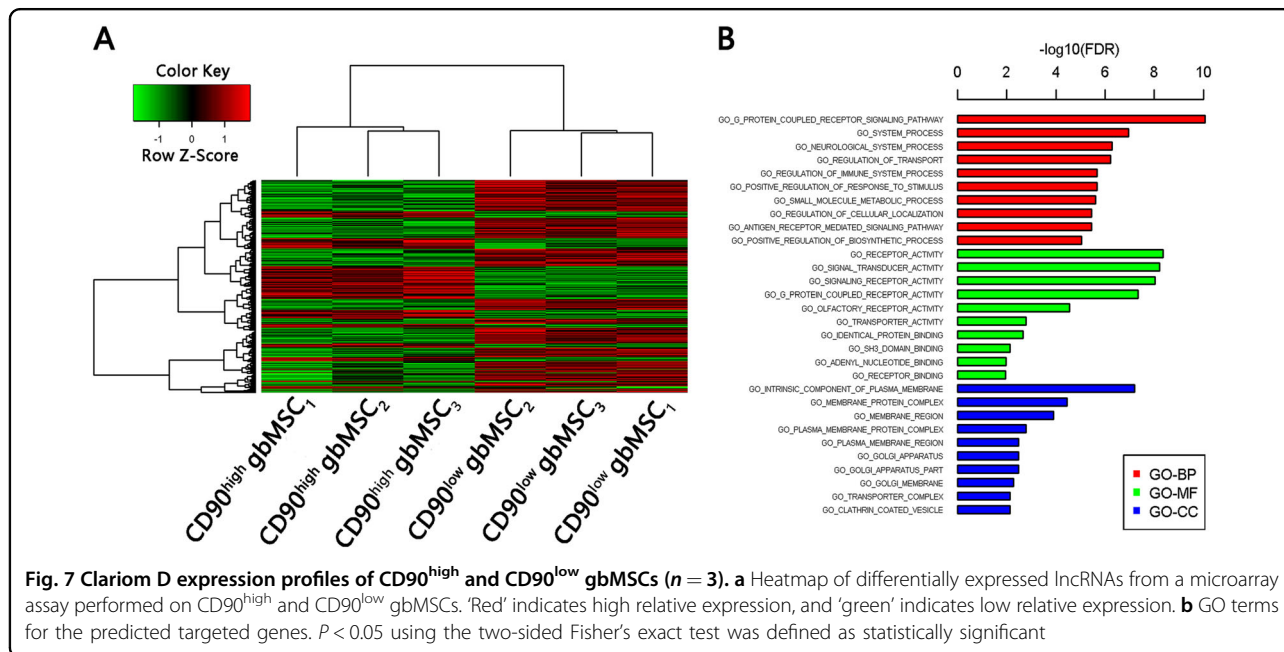 A
Color Key
-1 0 1
Row Z-Score
CD90high gbMSC1
CD90high gbMSC2
CD90high gbMSC3
CD90low gbMSC2
CD90low gbMSC3
CD90low gbMSC1
B
-log10(FDR)
0 2 4 6 8 10
GO_G_PROTEIN_COUPLED_RECEPTOR_SIGNALING_PATHWAY
GO_SYSTEM_PROCESS
GO_NEUROLOGICAL_SYSTEM_PROCESS
GO_REGULATION_OF_TRANSPORT
GO_REGULATION_OF_IMMUNE_SYSTEM_PROCESS
GO_POSITIVE_REGULATION_OF_RESPONSE_TO_STIMULUS
GO_SMALL_MOLECULE_METABOLIC_PROCESS
GO_REGULATION_OF_CELLULAR_LOCALIZATION
GO_ANTIGEN_RECEPTOR_MEDIATED_SIGNALING_PATHWAY
GO_POSITIVE_REGULATION_OF_BIOSYNTHETIC_PROCESS
GO_RECEPTOR_ACTIVITY
GO_SIGNAL_TRANSDUCER_ACTIVITY
GO_SIGNALING_RECEPTOR_ACTIVITY
GO_G_PROTEIN_COUPLED_RECEPTOR_ACTIVITY
GO_OLFACTORY_RECEPTOR_ACTIVITY
GO_TRANSPORTER_ACTIVITY
GO_IDENTICAL_PROTEIN_BINDING
GO_SH3_DOMAIN_BINDING
GO_ADENYL_NUCLEOTIDE_BINDING
GO_RECEPTOR_BINDING
GO_INTRINSIC_COMPONENT_OF_PLASMA_MEMBRANE
GO_MEMBRANE_PROTEIN_COMPLEX
GO_MEMBRANE_REGION
GO_PLASMA_MEMBRANE_PROTEIN_COMPLEX
GO_PLASMA_MEMBRANE_REGION
GO_GOLGI_APPARATUS
GO_GOLGI_APPARATUS_PART
GO_GOLGI_MEMBRANE
GO_TRANSPORTER_COMPLEX
GO_CLATHRIN_COATED_VESICLE
GO-BP
GO-MF
GO-CC
Fig. 7 Clariom D expression profiles of CD90high and CD90low gbMSCs (n = 3). a Heatmap of differentially expressed lncRNAs from a microarray
assay performed on CD90high and CD90low gbMSCs. ‘Red’ indicates high relative expression, and ‘green’ indicates low relative expression. b GO terms
for the predicted targeted genes. P < 0.05 using the two-sided Fisher’s exact test was defined as statistically significant